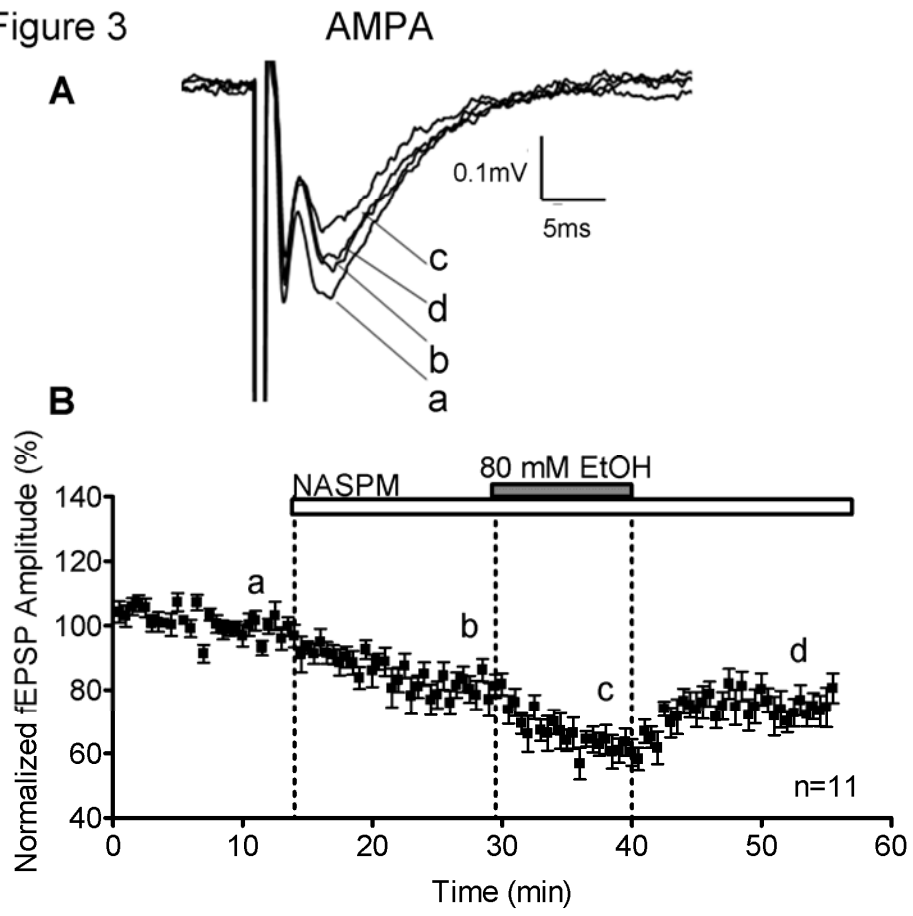 Figure 3
AMPA
A
0.1mV
5ms
c
d
b
a
B
80 mM EtOH
NASPM
Normalized fEPSP Amplitude (%)
140
120
100
80
60
40
a
b
c
d
n=11
0 10 20 30 40 50 60
Time (min)